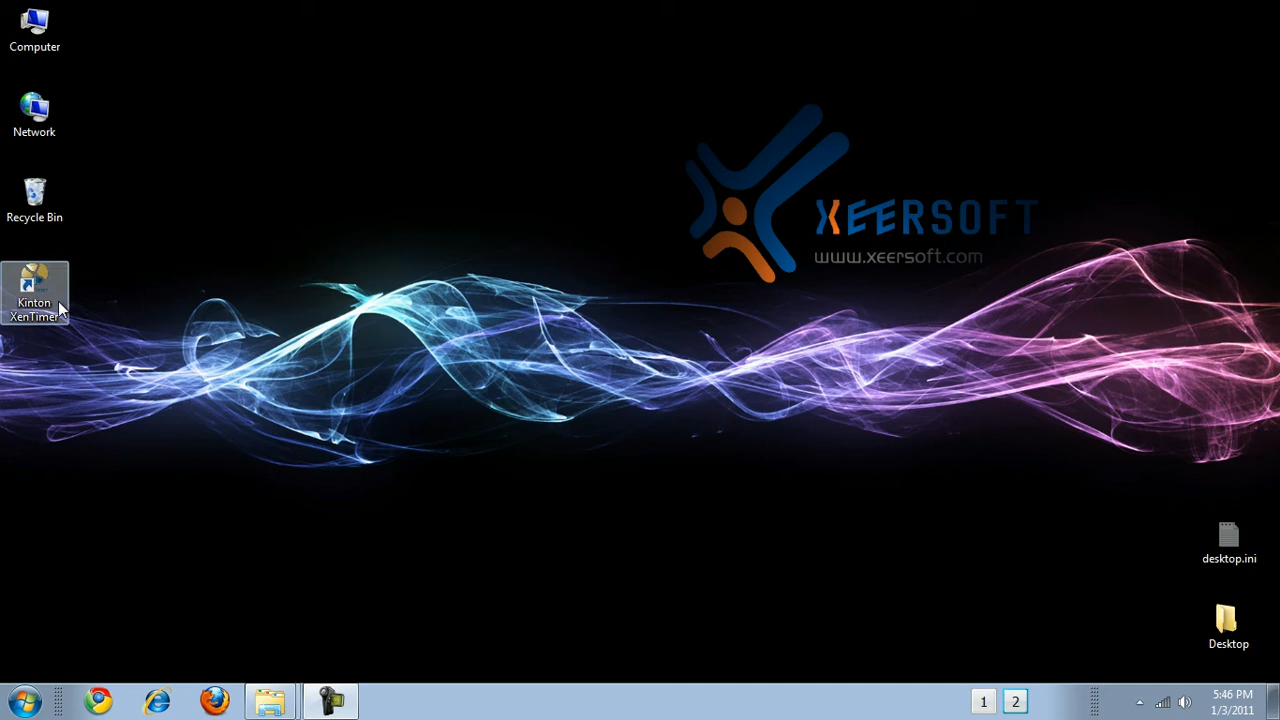 Computer
Network
Recycle Bin
Kinton
XenTimer
XEERSOFT
www.xeersoft.com
desktop.ini
Desktop
1
2
5:46 PM
1/3/2011